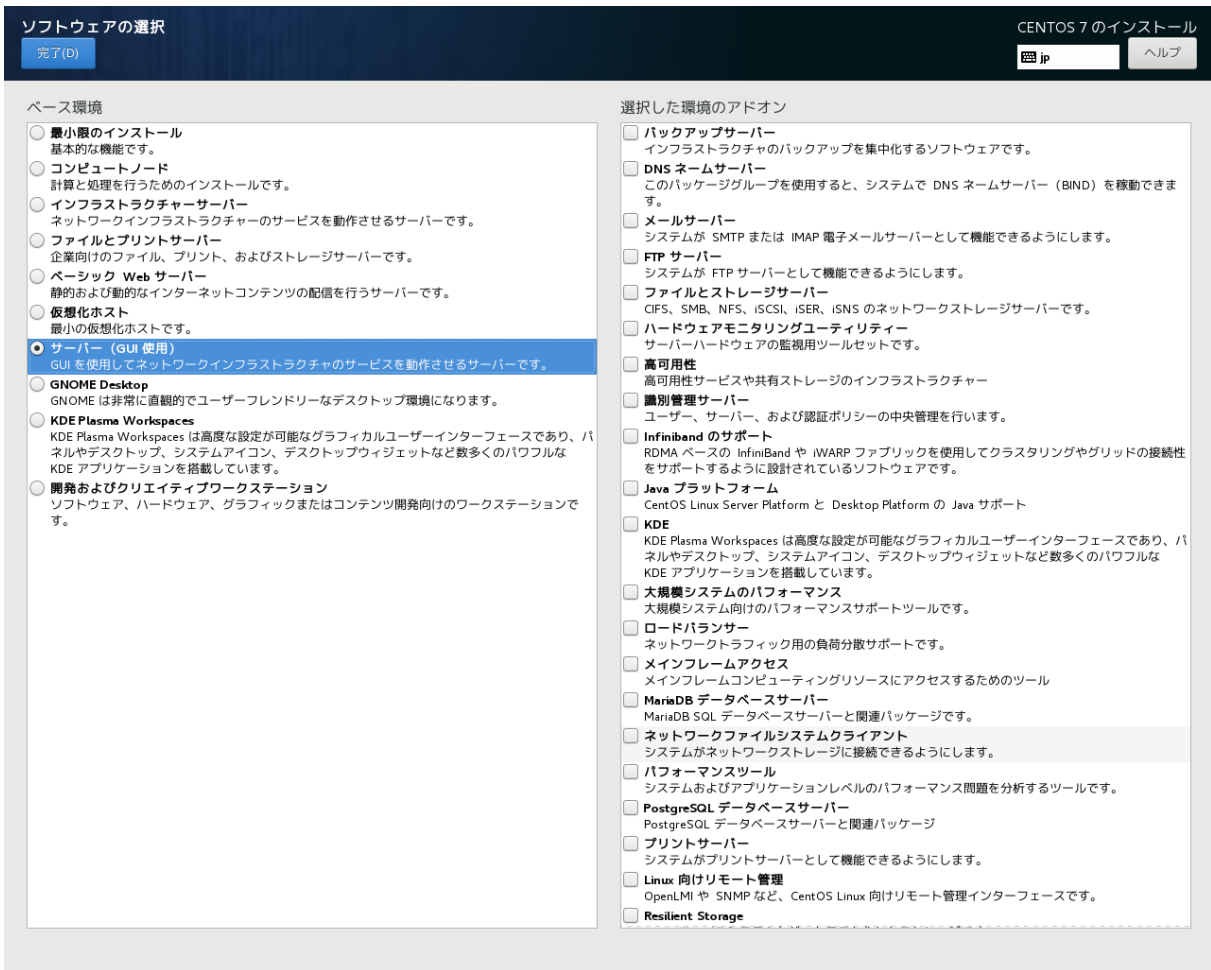 ソフトウェアの選択
CENTOS 7 のインストール
完了(D)
jp
ヘルプ
ベース環境
最小限のインストール
基本的な機能です。
コンピュートノード
計算と処理を行うためのインストールです。
インフラストラクチャーサーバー
ネットワークインフラストラクチャーのサービスを動作させるサーバーです。
ファイルとプリントサーバー
企業向けのファイル、プリント、およびストレージサーバーです。
ベーシック Web サーバー
静的および動的なインターネットコンテンツの配信を行うサーバーです。
仮想化ホスト
最小の仮想化ホストです。
サーバー（GUI 使用）
GUI を使用してネットワークインフラストラクチャのサービスを動作させるサーバーです。
GNOME Desktop
GNOME は非常に直観的でユーザーフレンドリーなデスクトップ環境になります。
KDE Plasma Workspaces
KDE Plasma Workspaces は高度な設定が可能なグラフィカルユーザーインターフェースであり、パ
ネルやデスクトップ、システムアイコン、デスクトップウィジェットなど数多くのパワフルな
KDE アプリケーションを搭載しています。
開発およびクリエイティブワークステーション
ソフトウェア、ハードウェア、グラフィックまたはコンテンツ開発向けのワークステーションで
す。
選択した環境のアドオン
バックアップサーバー
インフラストラクチャのバックアップを集中化するソフトウェアです。
DNS ネームサーバー
このパッケージグループを使用すると、システムで DNS ネームサーバー（BIND）を稼動できま
す。
メールサーバー
システムが SMTP または IMAP 電子メールサーバーとして機能できるようにします。
FTP サーバー
システムが FTP サーバーとして機能できるようにします。
ファイルとストレージサーバー
CIFS、SMB、NFS、iSCSI、iSER、iSNS のネットワークストレージサーバーです。
ハードウェアモニタリングユーティリティー
サーバーハードウェアの監視用ツールセットです。
高可用性
高可用性サービスや共有ストレージのインフラストラクチャー
識別管理サーバー
ユーザー、サーバー、および認証ポリシーの中央管理を行います。
Infiniband のサポート
RDMA ベースの InfiniBand や iWARP ファブリックを使用してクラスタリングやグリッドの接続性
をサポートするように設計されているソフトウェアです。
Java プラットフォーム
CentOS Linux Server Platform と Desktop Platform の Java サポート
KDE
KDE Plasma Workspaces は高度な設定が可能なグラフィカルユーザーインターフェースであり、パ
ネルやデスクトップ、システムアイコン、デスクトップウィジェットなど数多くのパワフルな
KDE アプリケーションを搭載しています。
大規模システムのパフォーマンス
大規模システム向けのパフォーマンスサポートツールです。
ロードバランサー
ネットワークトラフィック用の負荷分散サポートです。
メインフレームアクセス
メインフレームコンピューティングリソースにアクセスするためのツール
MariaDB データベースサーバー
MariaDB SQL データベースサーバーと関連パッケージです。
ネットワークファイルシステムクライアント
システムがネットワークストレージに接続できるようにします。
パフォーマンスツール
システムおよびアプリケーションレベルのパフォーマンス問題を分析するツールです。
PostgreSQL データベースサーバー
PostgreSQL データベースサーバーと関連パッケージ
プリントサーバー
システムがプリントサーバーとして機能できるようにします。
Linux 向けリモート管理
OpenLMI や SNMP など、CentOS Linux 向けリモート管理インターフェースです。
Resilient Storage